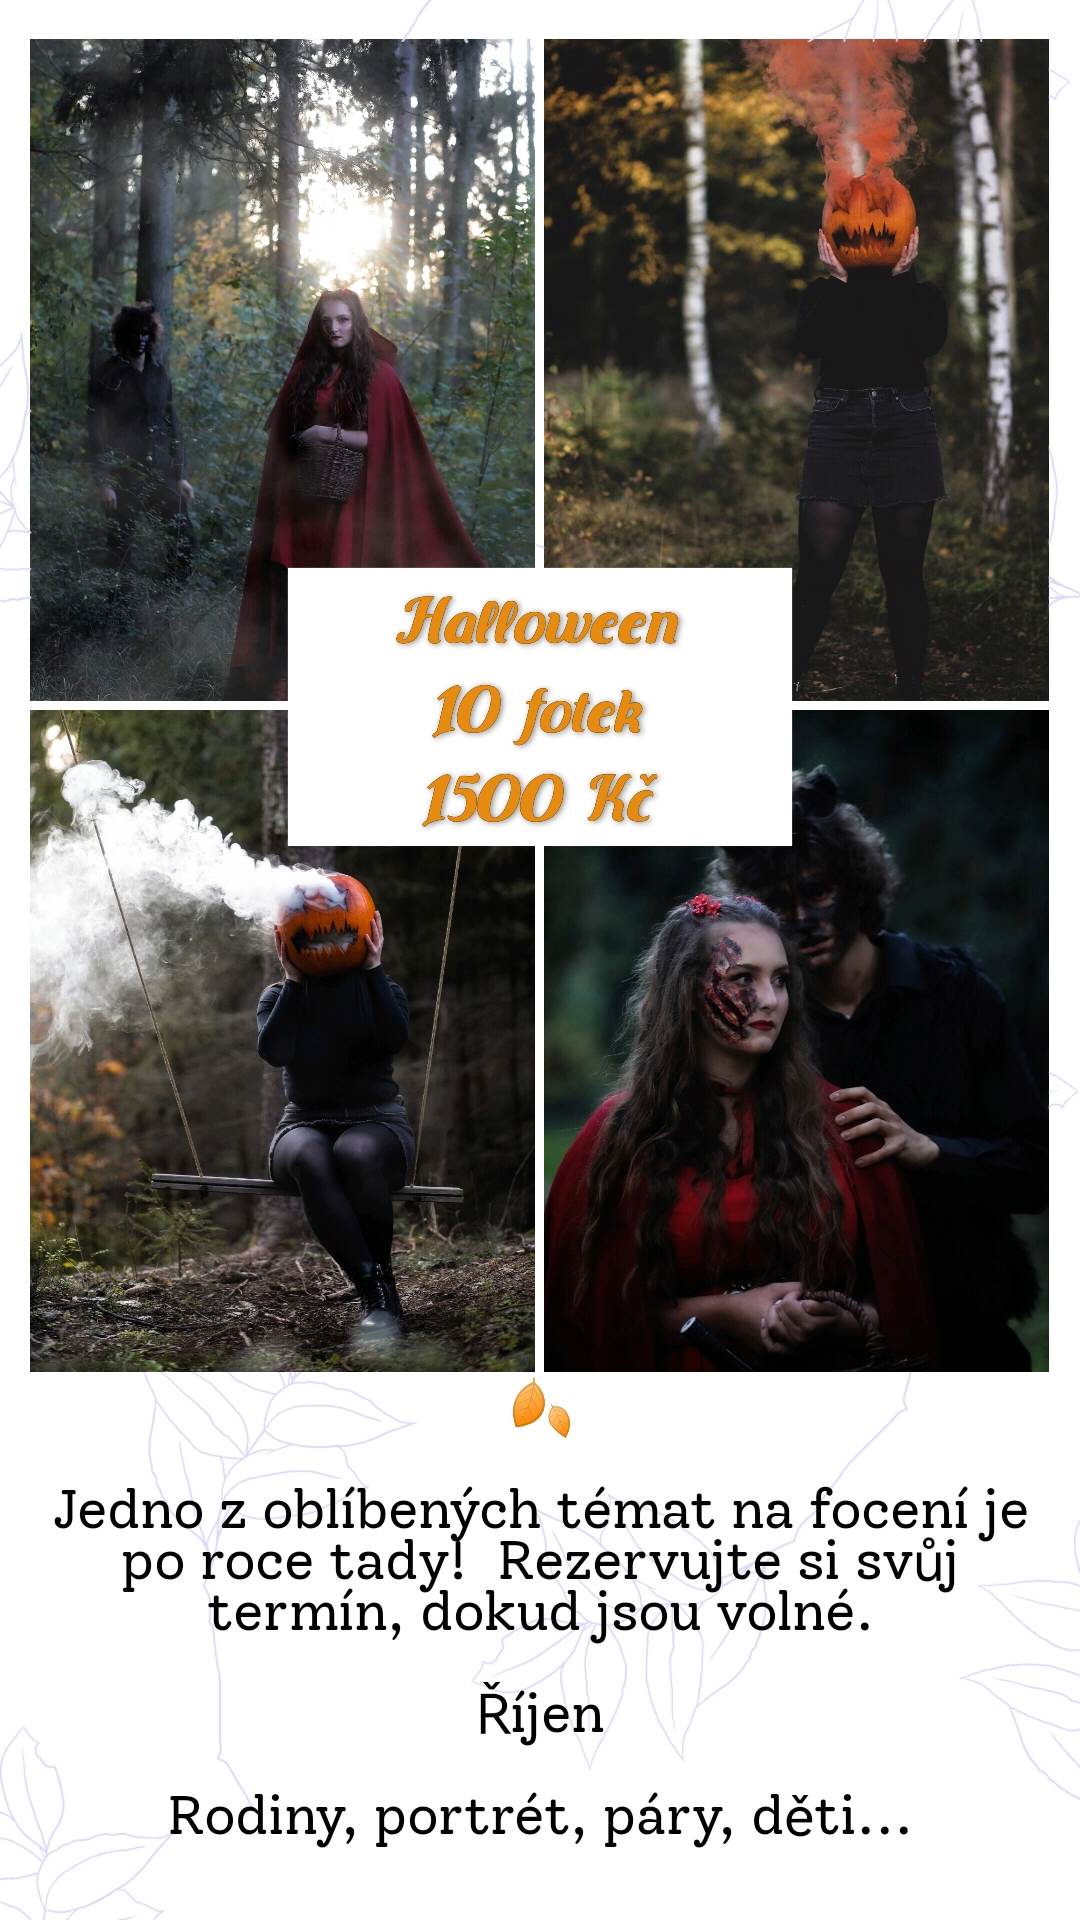 Halloween
10 fotek
1500 Kč
Jedno z oblíbených témat na focení je
po roce tady! Rezervujte si svůj
termín, dokud jsou volné.
Říjen
Rodiny, portrét, páry, děti...